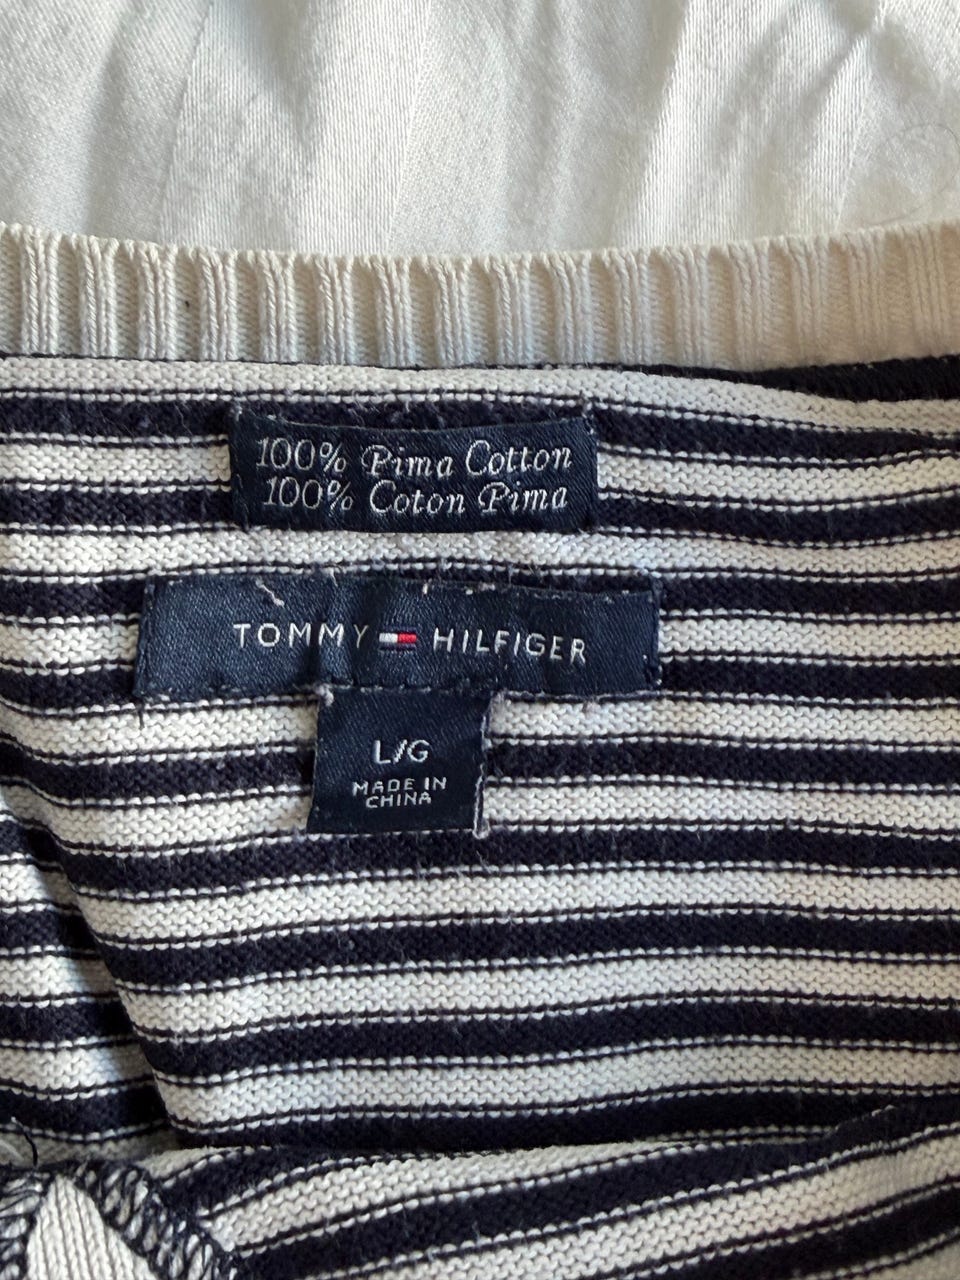 100% Pima Cotton
100% Coton Pima
TOMMY HILFIGER
L/G
MADE IN
CHINA